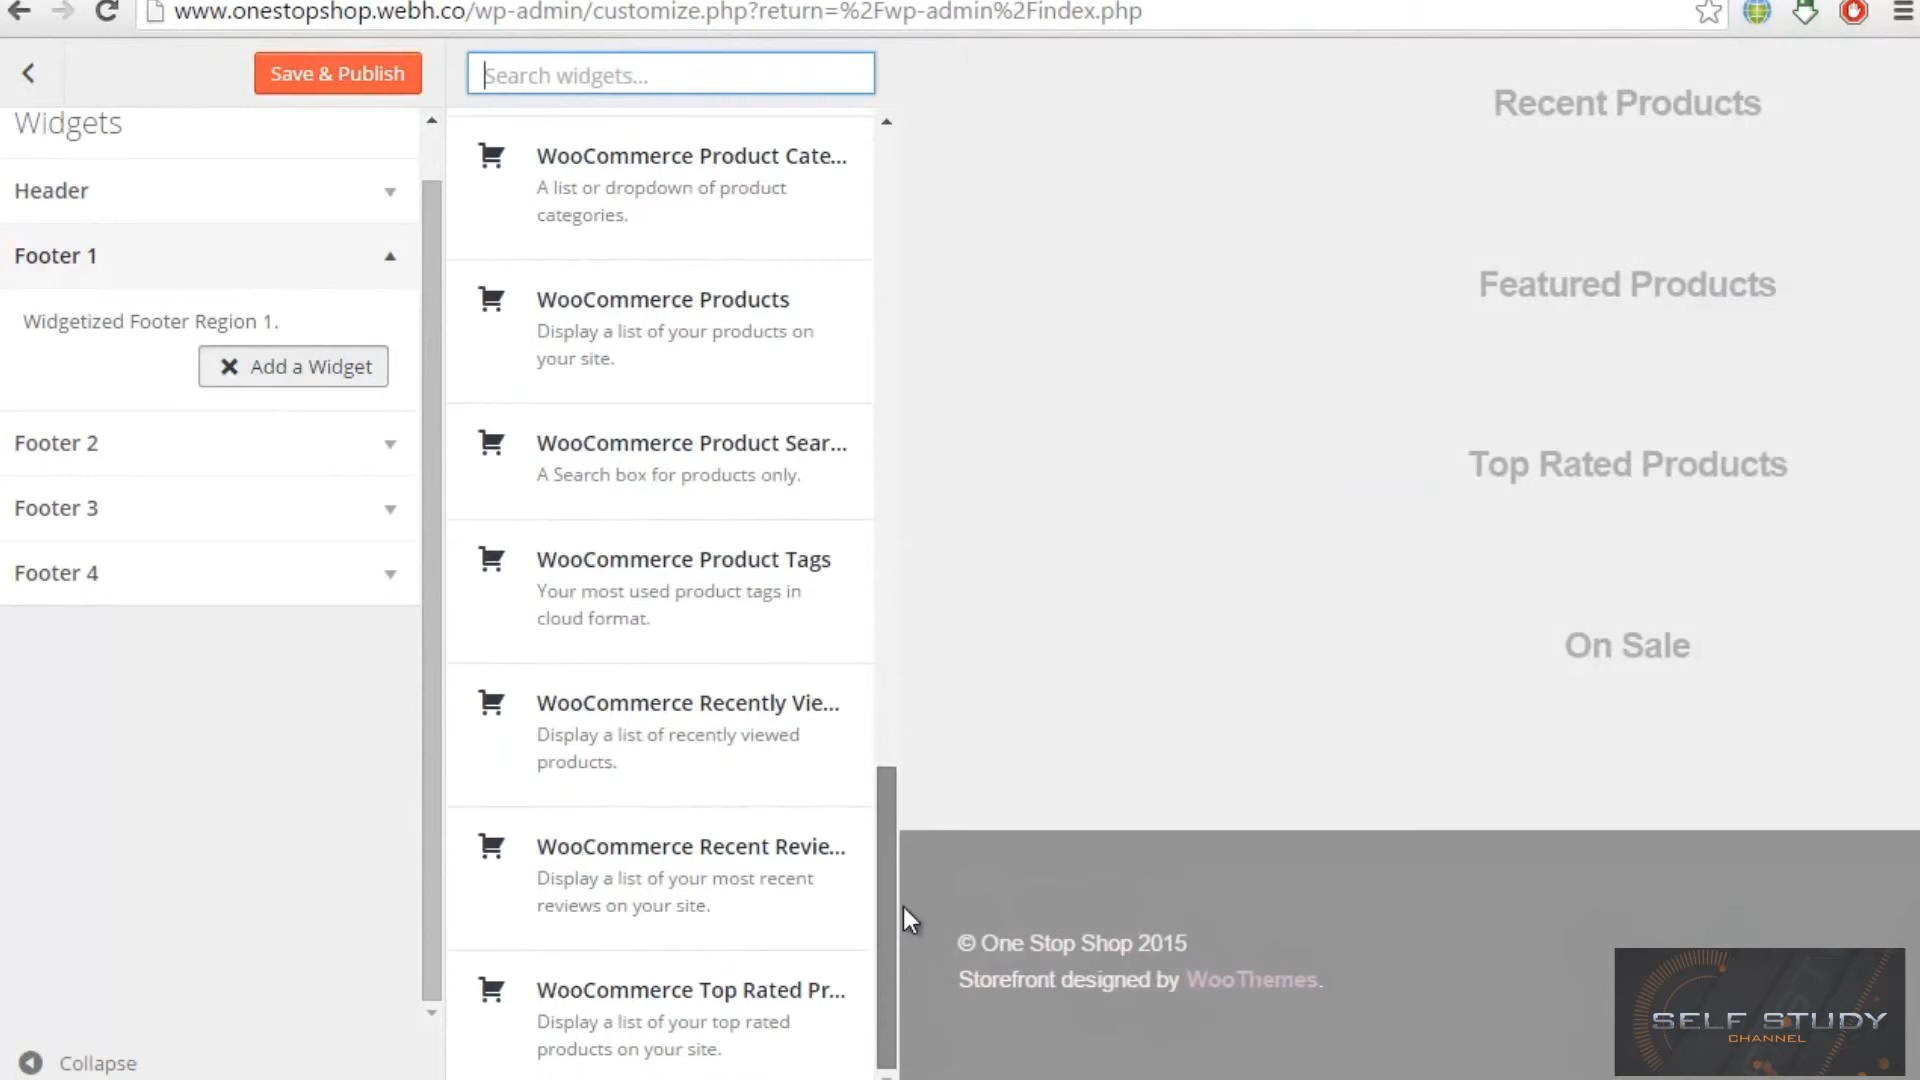 www.onestopshop.webh.co/wp-admin/customize.php?return=%2Fwp-admin%2Findex.php
Save & Publish
Search widgets...
Widgets
Header
Footer 1
Widgetized Footer Region 1.
Add a Widget
Footer 2
Footer 3
Footer 4
Collapse
WooCommerce Product Cate...
A list or dropdown of product
categories.
WooCommerce Products
Display a list of your products on
your site.
WooCommerce Product Sear...
A Search box for products only.
WooCommerce Product Tags
Your most used product tags in
cloud format.
WooCommerce Recently Vie...
Display a list of recently viewed
products.
WooCommerce Recent Revie...
Display a list of your most recent
reviews on your site.
WooCommerce Top Rated Pr...
Display a list of your top rated
products on your site.
Recent Products
Featured Products
Top Rated Products
On Sale
© One Stop Shop 2015
Storefront designed by WooThemes.
SELF STUDY
CHANNEL